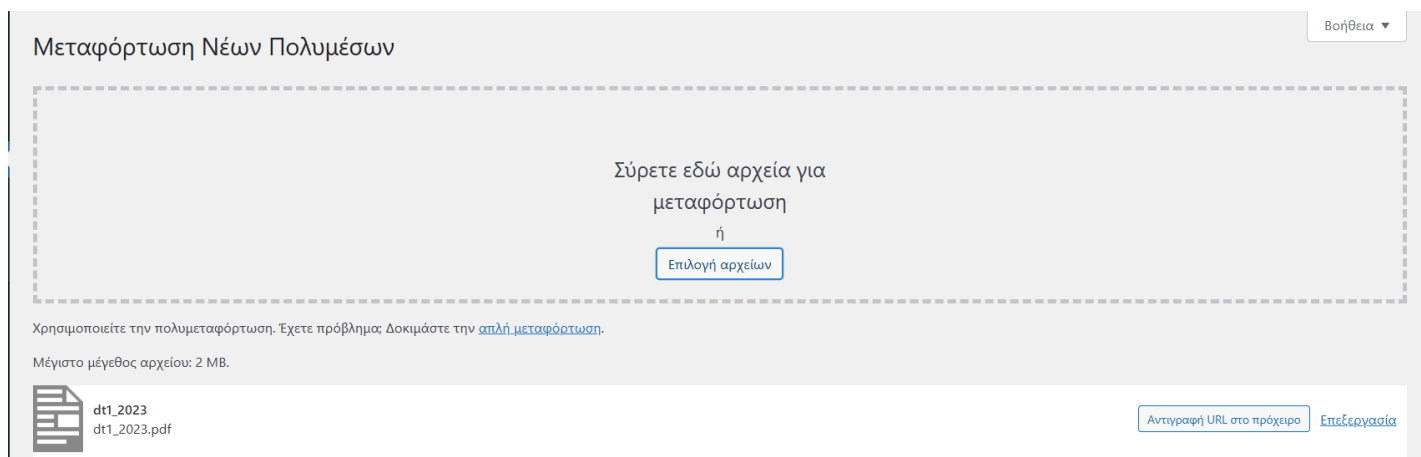 Βοήθεια ▼
Μεταφόρτωση Νέων Πολυμέσων
Σύρετε εδώ αρχεία για
μεταφόρτωση
ή
Επιλογή αρχείων
Χρησιμοποιείτε την πολυμεταφόρτωση. Έχετε πρόβλημα; Δοκιμάστε την απλή μεταφόρτωση.
Μέγιστο μέγεθος αρχείου: 2 MB.
dt1_2023
dt1_2023.pdf
Αντιγραφή URL στο πρόχειρο Επεξεργασία